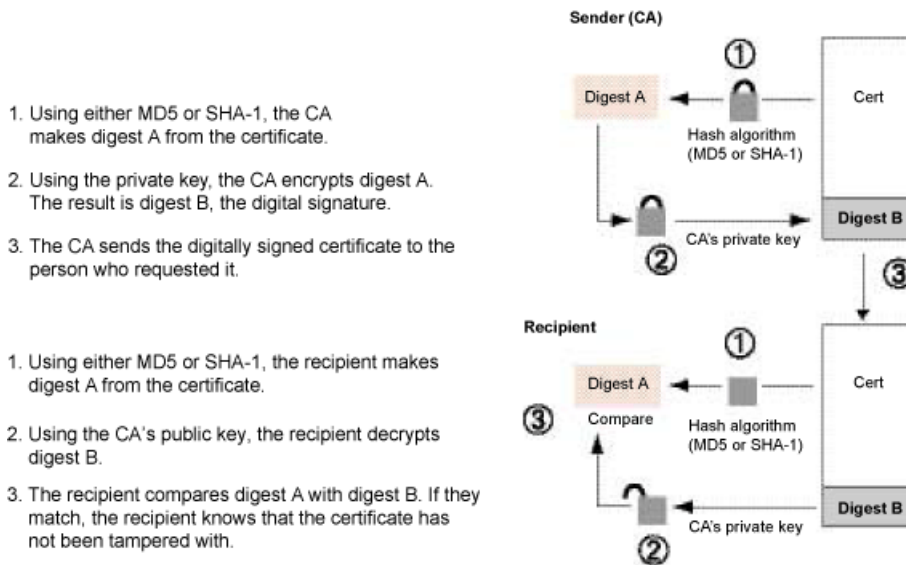 Sender (CA)
1. Using either MD5 or SHA-1, the CA
makes digest A from the certificate.
2. Using the private key, the CA encrypts digest A.
The result is digest B, the digital signature.
3. The CA sends the digitally signed certificate to the
person who requested it.
1
Digest A
Cert
Hash algorithm
(MD5 or SHA-1)
Digest B
CA's private key
2
3
Recipient
1. Using either MD5 or SHA-1, the recipient makes
digest A from the certificate.
2. Using the CA's public key, the recipient decrypts
digest B.
3. The recipient compares digest A with digest B. If they
match, the recipient knows that the certificate has
not been tampered with.
1
Digest A
Cert
3
Compare
Hash algorithm
(MD5 or SHA-1)
Digest B
CA's private key
2